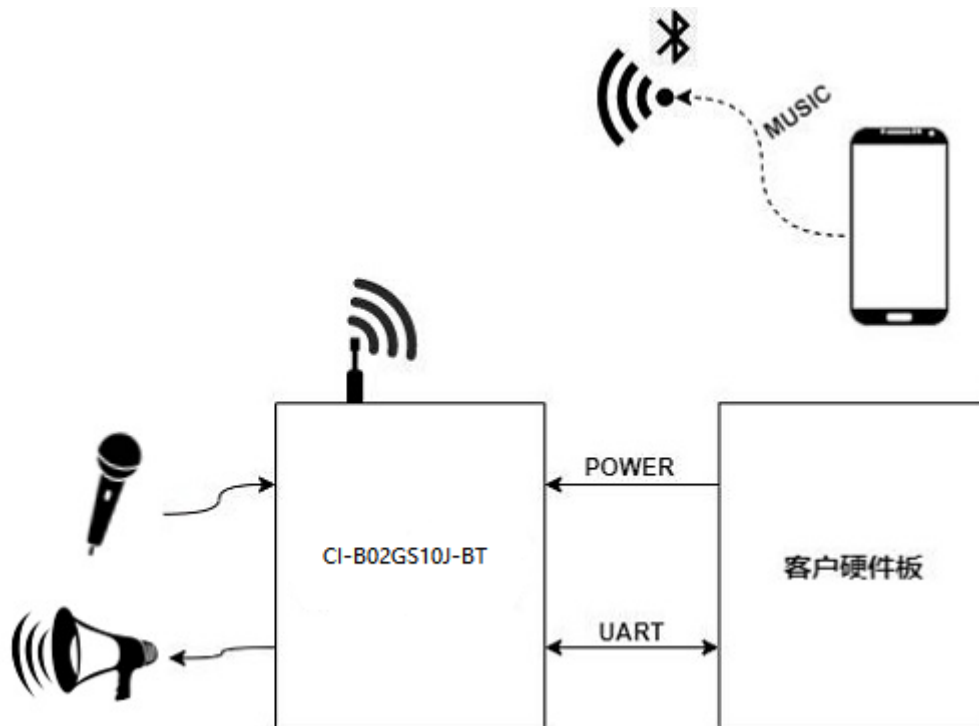 MUSIC
POWER
CI-B02GS10J-BT
客户硬件板
UART